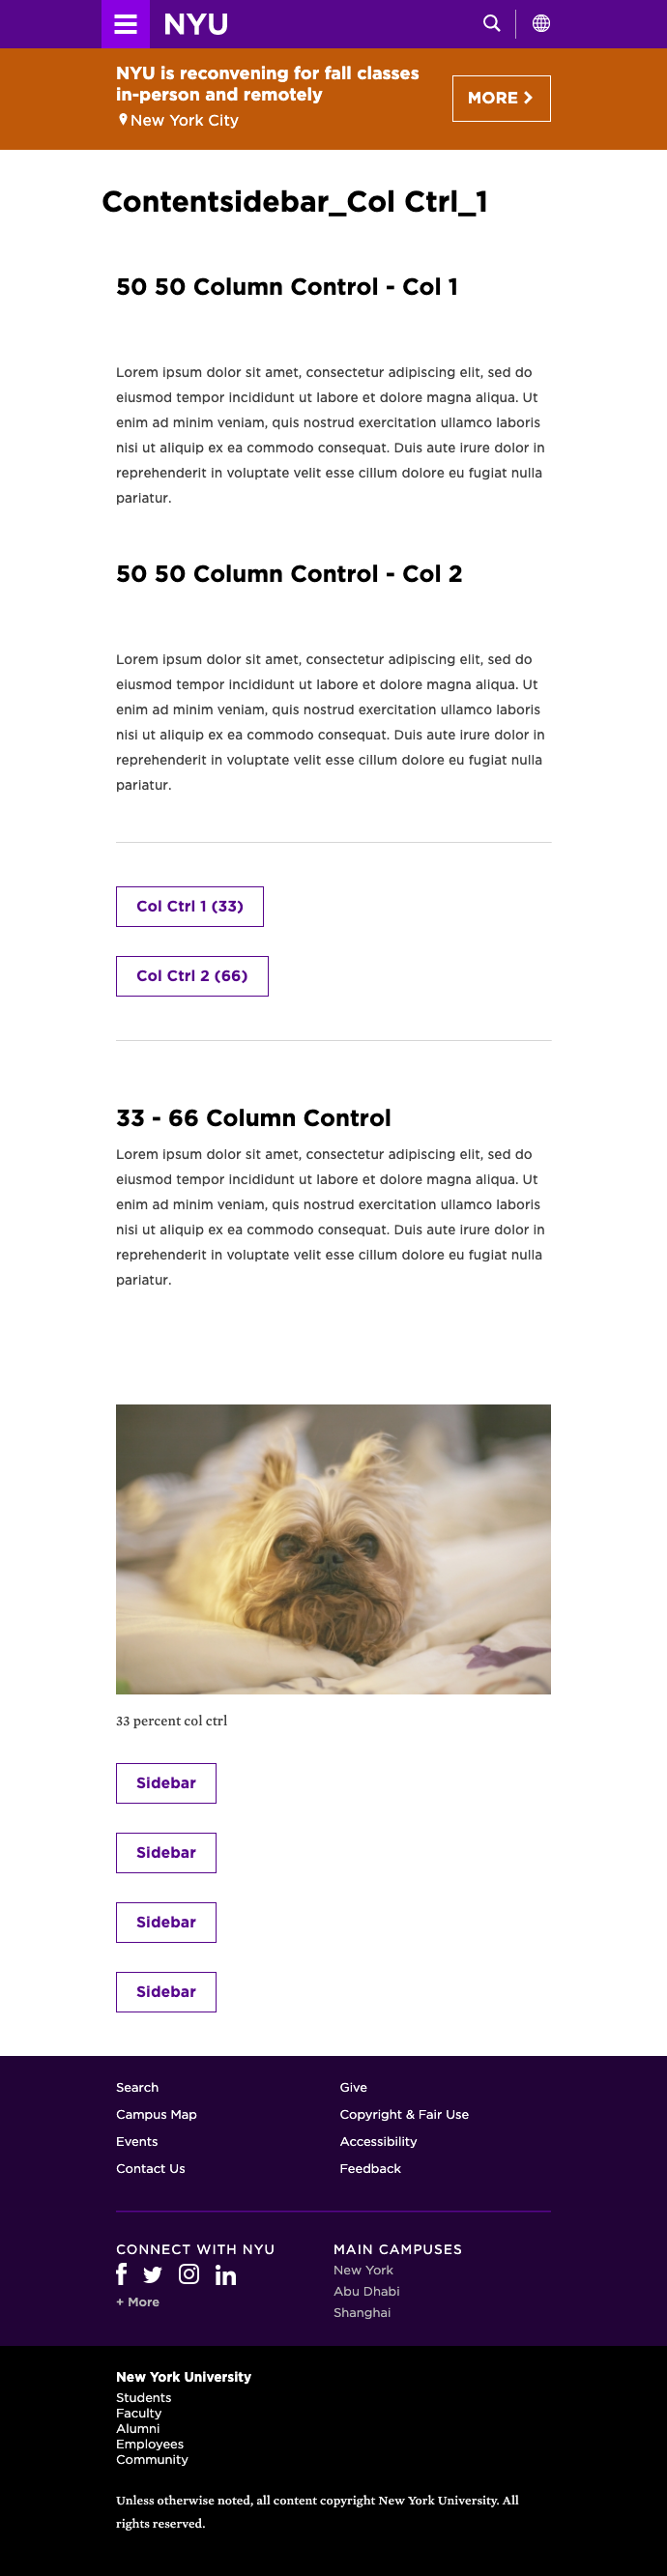 NYU
NYU is reconvening for fall classes
in-person and remotely
New York City
MORE
Contentsidebar_Col Ctrl_1
50 50 Column Control - Col 1
Lorem ipsum dolor sit amet, consectetur adipiscing elit, sed do
eiusmod tempor incididunt ut labore et dolore magna aliqua. Ut
enim ad minim veniam, quis nostrud exercitation ullamco laboris
nisi ut aliquip ex ea commodo consequat. Duis aute irure dolor in
reprehenderit in voluptate velit esse cillum dolore eu fugiat nulla
pariatur.
50 50 Column Control - Col 2
Lorem ipsum dolor sit amet, consectetur adipiscing elit, sed do
eiusmod tempor incididunt ut labore et dolore magna aliqua. Ut
enim ad minim veniam, quis nostrud exercitation ullamco laboris
nisi ut aliquip ex ea commodo consequat. Duis aute irure dolor in
reprehenderit in voluptate velit esse cillum dolore eu fugiat nulla
pariatur.
Col Ctrl 1 (33)
Col Ctrl 2 (66)
33 - 66 Column Control
Lorem ipsum dolor sit amet, consectetur adipiscing elit, sed do
eiusmod tempor incididunt ut labore et dolore magna aliqua. Ut
enim ad minim veniam, quis nostrud exercitation ullamco laboris
nisi ut aliquip ex ea commodo consequat. Duis aute irure dolor in
reprehenderit in voluptate velit esse cillum dolore eu fugiat nulla
pariatur.
33 percent col ctrl
Sidebar
Sidebar
Sidebar
Sidebar
Search
Campus Map
Events
Contact Us
Give
Copyright & Fair Use
Accessibility
Feedback
CONNECT WITH NYU
+ More
MAIN CAMPUSES
New York
Abu Dhabi
Shanghai
New York University
Students
Faculty
Alumni
Employees
Community
Unless otherwise noted, all content copyright New York University. All
rights reserved.